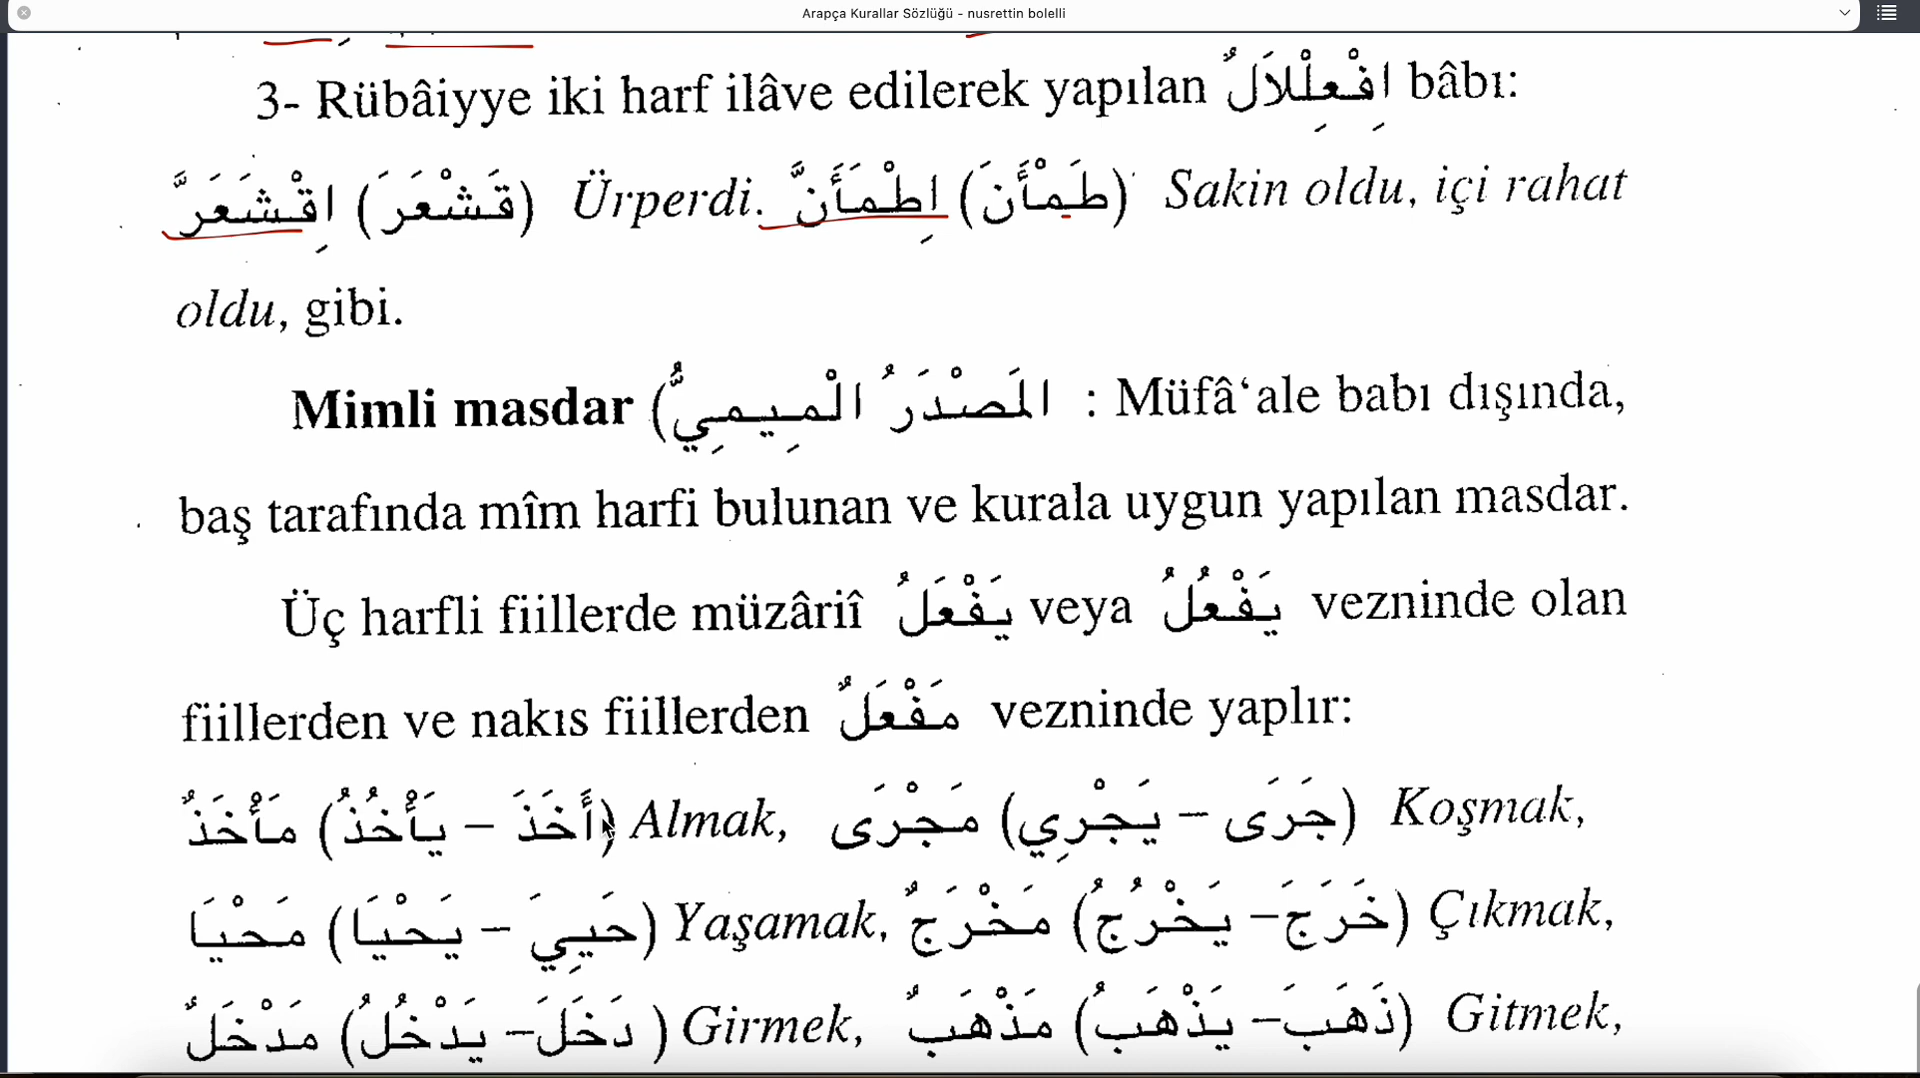 Arapça Kurallar Sözlüğü - nusrettin bolelli
3- Rübâiyye iki harf ilâve edilerek yapılan اِفْعِلْلاَلٌ bâbı:
اِقْشَعَرَّ (قَشْعَرَ) Ürperdi. اِطْمَأَنَّ (طَمْأَنَ) Sakin oldu, içi rahat
oldu, gibi.
Mimli masdar (المَصْدَرُ الْمِيمِيُّ : Müfâ‘ale babı dışında,
baş tarafında mîm harfi bulunan ve kurala uygun yapılan masdar.
Üç harfli fiillerde müzâriî يَفْعَلُ veya يَفْعُلُ vezninde olan
fiillerden ve nakıs fiillerden مَفْعَلٌ vezninde yaplır:
مَأْخَذٌ (أَخَذَ – يَأْخُذُ) Almak, مَجْرَى (جَرَى – يَجْرِي) Koşmak,
مَحْيَا (حَيِيَ – يَحْيَا) Yaşamak, مَخْرَجٌ (خَرَجَ – يَخْرُجُ) Çıkmak,
مَدْخَلٌ (دَخَلَ – يَدْخُلُ) Girmek, مَذْهَبٌ (ذَهَبَ – يَذْهَبُ) Gitmek,